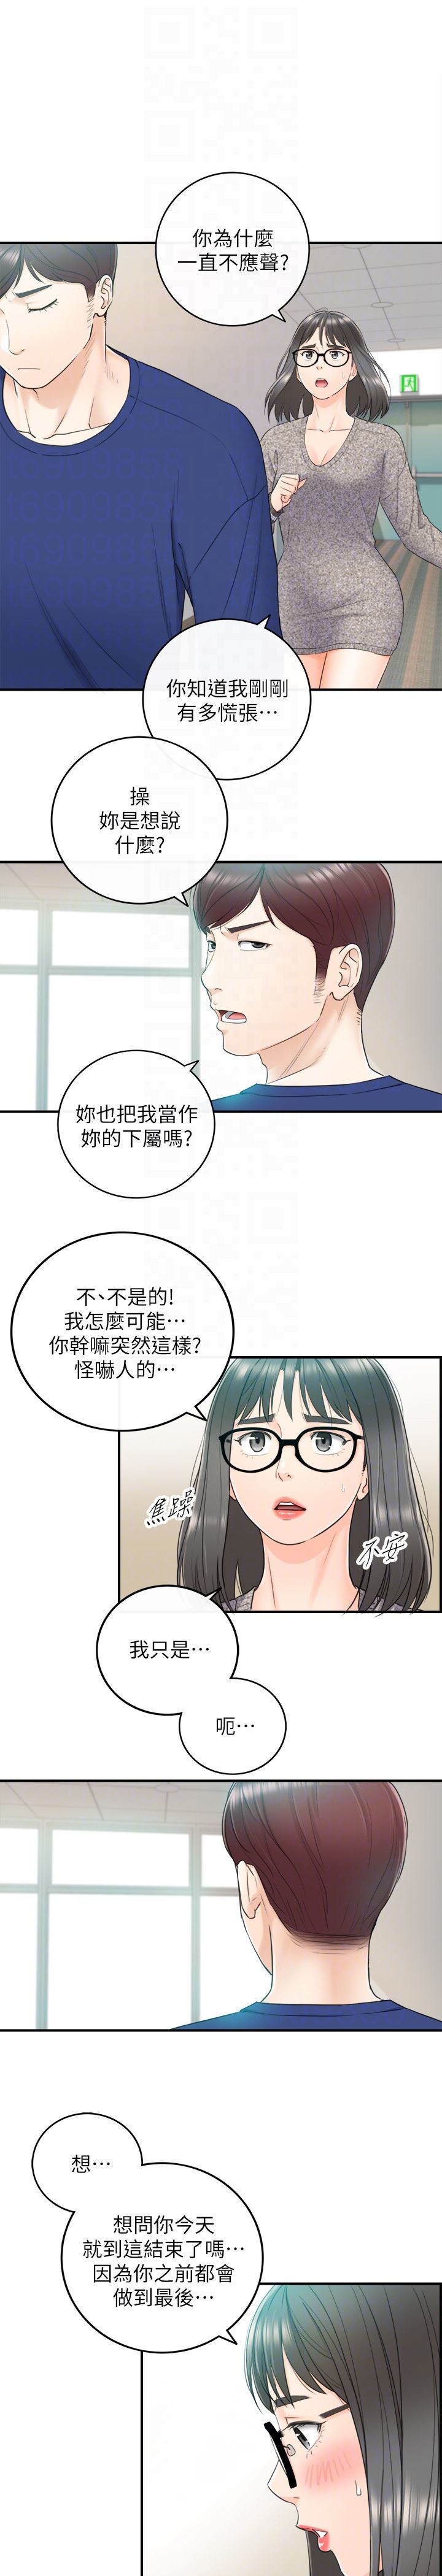 你為什麼
一直不應聲?
你知道我剛剛
有多慌張⋯
操
妳是想說
什麼?
妳也把我當作
妳的下屬嗎?
不、不是的!
我怎麼可能⋯
你幹嘛突然這樣?
怪嚇人的⋯
焦躁
不安
我只是⋯
呃⋯
想⋯
想問你今天
就到這結束了嗎⋯
因為你之前都會
做到最後⋯